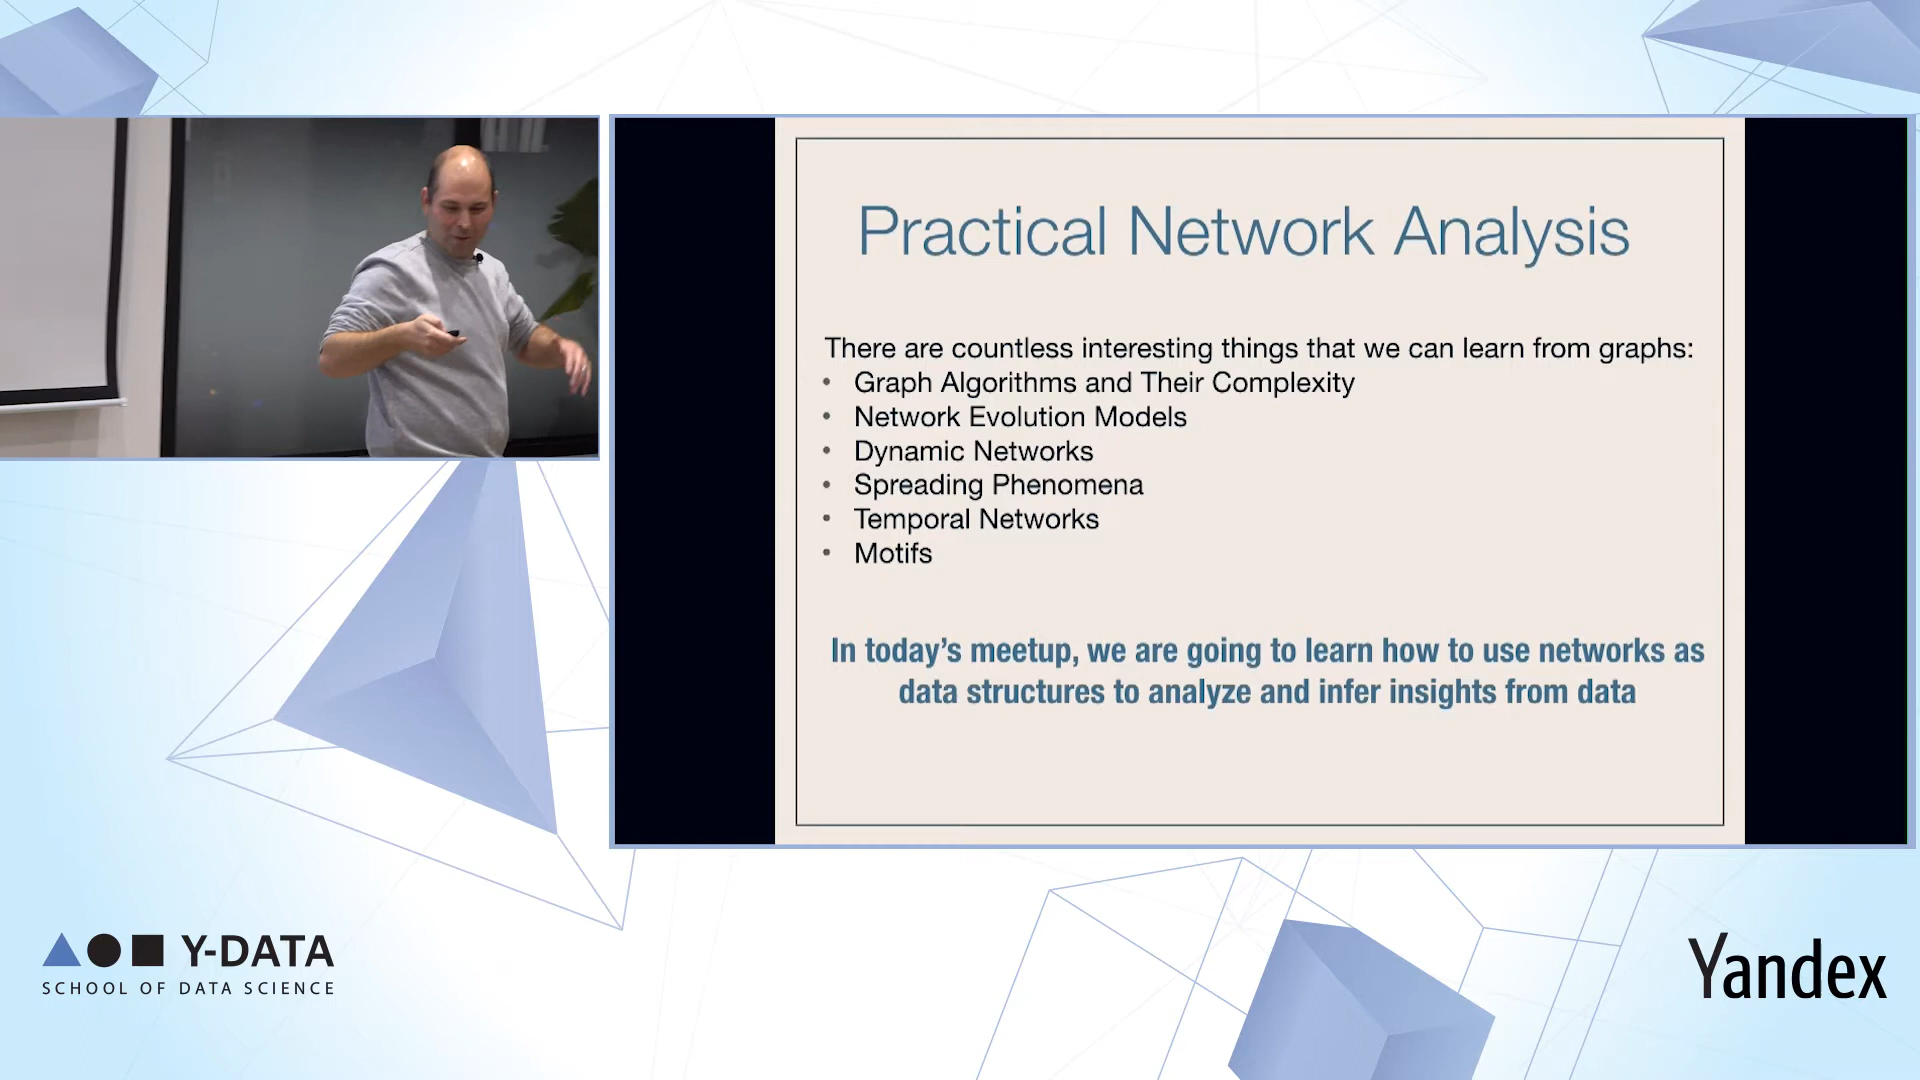 Practical Network Analysis
There are countless interesting things that we can learn from graphs:
• Graph Algorithms and Their Complexity
• Network Evolution Models
• Dynamic Networks
• Spreading Phenomena
• Temporal Networks
• Motifs
In today’s meetup, we are going to learn how to use networks as
data structures to analyze and infer insights from data
Y-DATA
SCHOOL OF DATA SCIENCE
Yandex